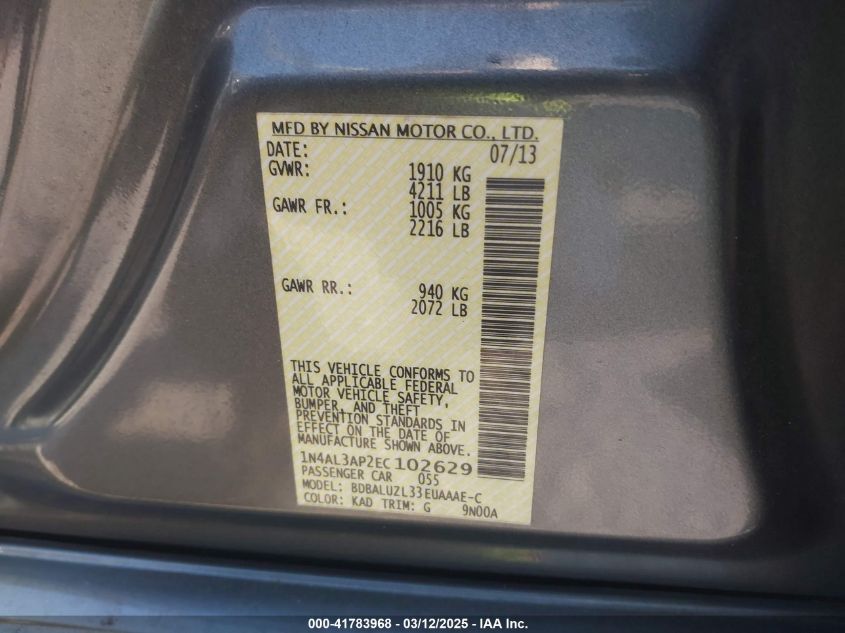 MFD BY NISSAN MOTOR CO., LTD.
DATE: 07/13
GVWR: 1910 KG
4211 LB
GAWR FR.: 1005 KG
2216 LB
GAWR RR.: 940 KG
2072 LB
THIS VEHICLE CONFORMS TO
ALL APPLICABLE FEDERAL
MOTOR VEHICLE SAFETY,
BUMPER, AND THEFT
PREVENTION STANDARDS IN
EFFECT ON THE DATE OF
MANUFACTURE SHOWN ABOVE.
1N4AL3AP2EC 102629
PASSENGER CAR 055
MODEL: BDBALUZL33EUAAAE-C
COLOR: KAD TRIM: G 9N00A
000-41783968 - 03/12/2025 - IAA Inc.